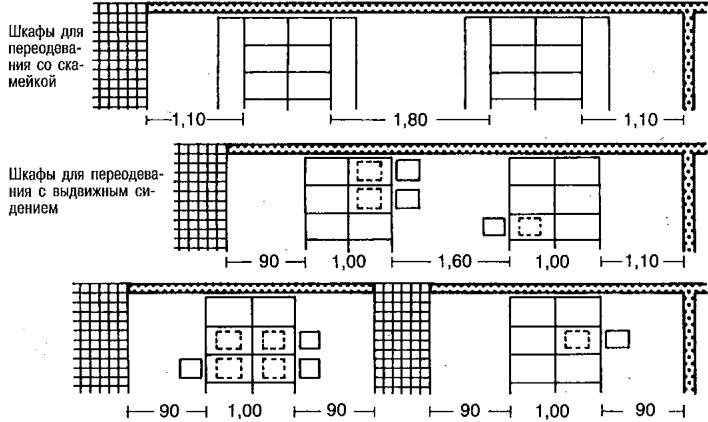 Шкафы для
переодева-
ния со ска-
мейкой
1,10 1,80 1,10
Шкафы для переодева-
ния с выдвижным си-
дением
90 1,00 1,60 1,00 1,10
90 1,00 90 90 1,00 90